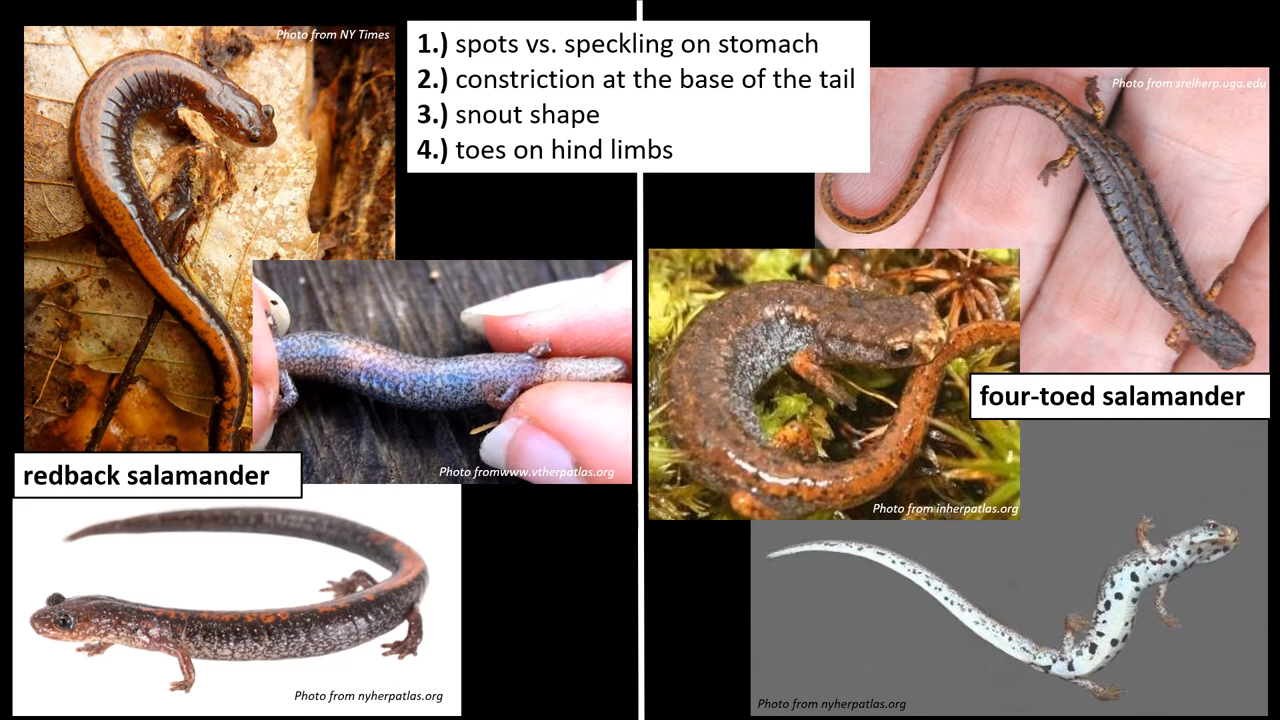 Photo from NY Times
1.) spots vs. speckling on stomach
2.) constriction at the base of the tail
3.) snout shape
4.) toes on hind limbs
Photo from srelherp.uga.edu
four-toed salamander
redback salamander
Photo fromwww.vtherpatlas.org
Photo from inherpatlas.org
Photo from nyherpatlas.org
Photo from nyherpatlas.org